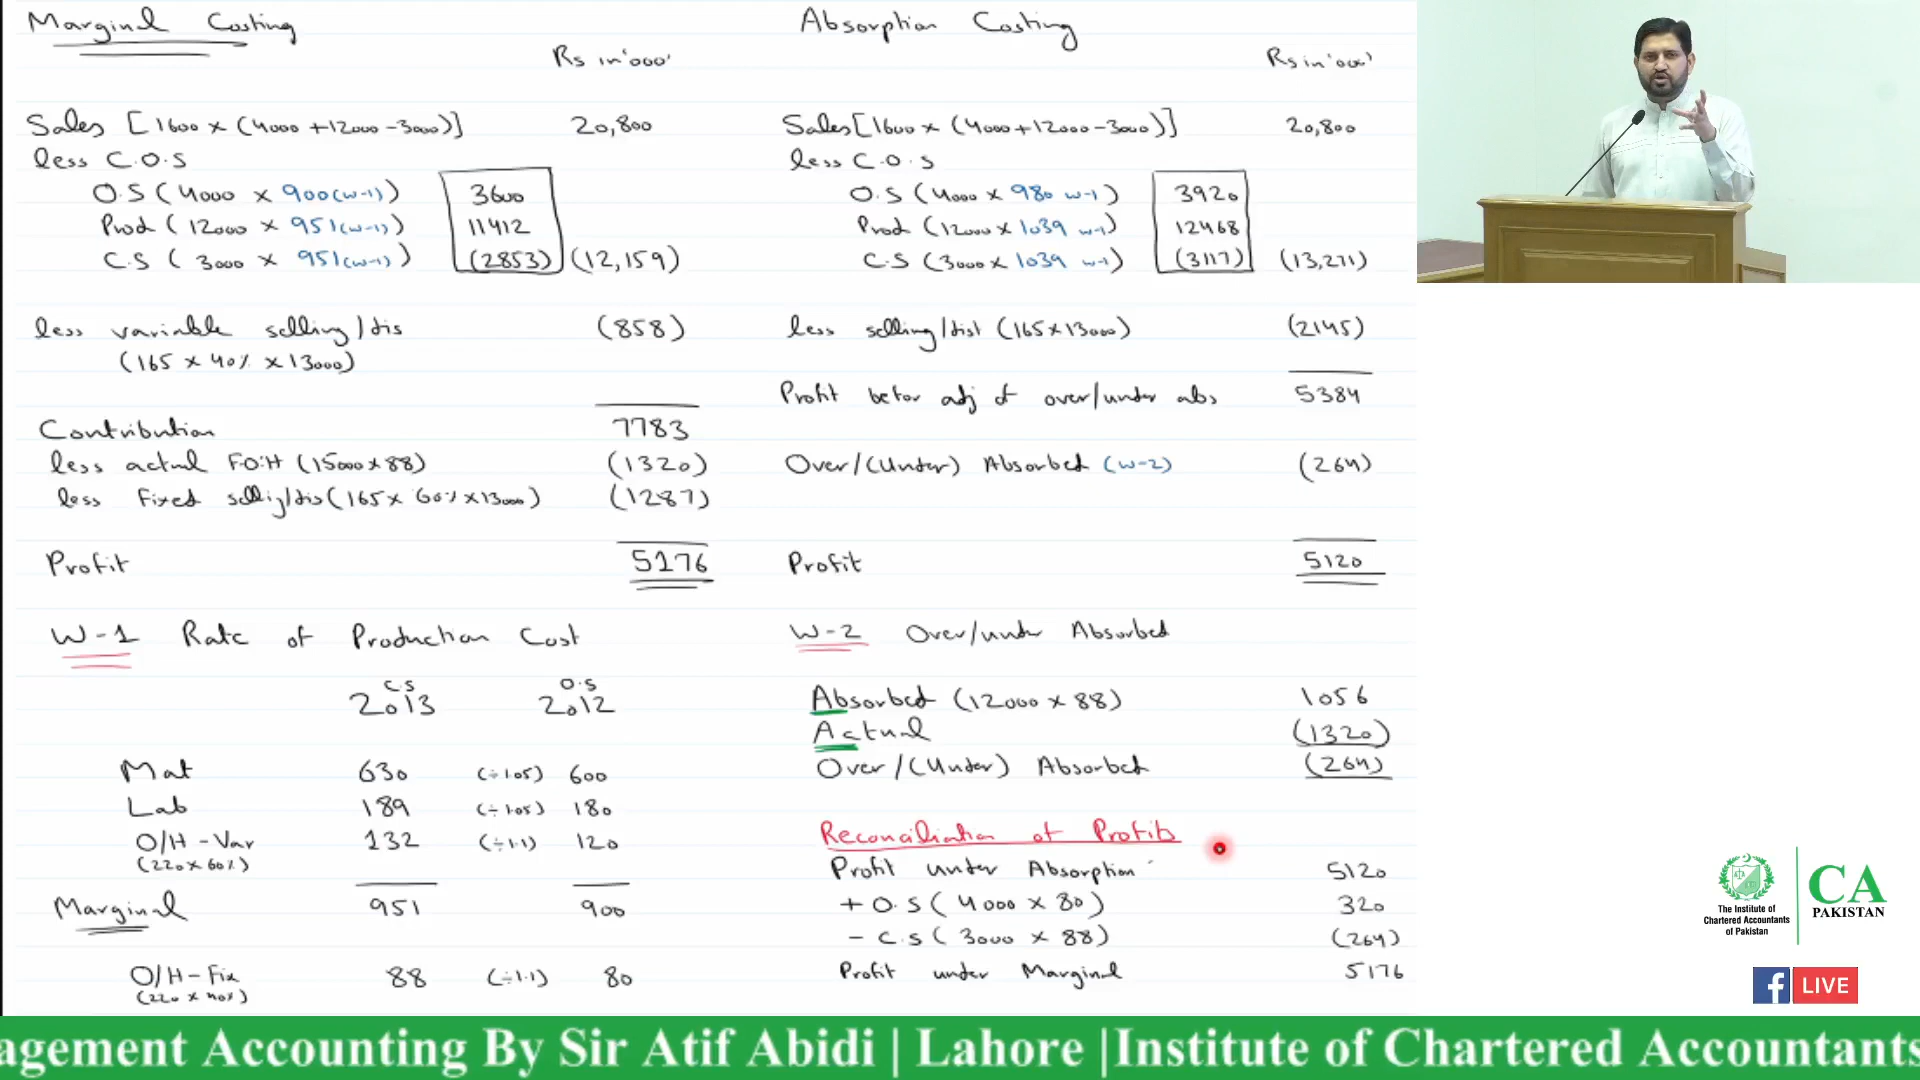 Marginal Costing
Rs in '000'
Sales [1600 x (4000 + 12000 - 3000)] 20,800
less C.O.S
O.S (4000 x 900 (w-1)) 3600
Prod (12000 x 951 (w-1)) 11412
C.S (3000 x 951 (w-1)) (2853) (12,159)
less variable selling/dis (858)
(165 x 40% x 13000)
Contribution 7783
less actual F.O.H (15000 x 88) (1320)
less Fixed sellig/dis (165 x 60% x 13000) (1287)
Profit 5176
W-1 Rate of Production Cost
C.S O.S
2013 2012
Mat 630 (÷1.05) 600
Lab 189 (÷1.05) 180
O/H-Var 132 (÷1.1) 120
(220 x 60%)
Marginal 951 900
O/H-Fix 88 (÷1.1) 80
(220 x 40%)
Absorption Costing
Rs in '000'
Sales [1600 x (4000 + 12000 - 3000)] 20,800
less C.O.S
O.S (4000 x 980 w-1) 3920
Prod (12000 x 1039 w-1) 12468
C.S (3000 x 1039 w-1) (3117) (13,271)
less selling/dist (165 x 13000) (2145)
Profit befor adj of over/under abs 5384
Over/(Under) Absorbed (w-2) (264)
Profit 5120
W-2 Over/under Absorbed
Absorbed (12000 x 88) 1056
Actual (1320)
Over/(Under) Absorbed (264)
Reconciliation of Profits
Profit under Absorption 5120
+ O.S (4000 x 80) 320
- C.S (3000 x 88) (264)
Profit under Marginal 5176
The Institute of
Chartered Accountants
of Pakistan
CA
PAKISTAN
f LIVE
agement Accounting By Sir Atif Abidi | Lahore |Institute of Chartered Accountants